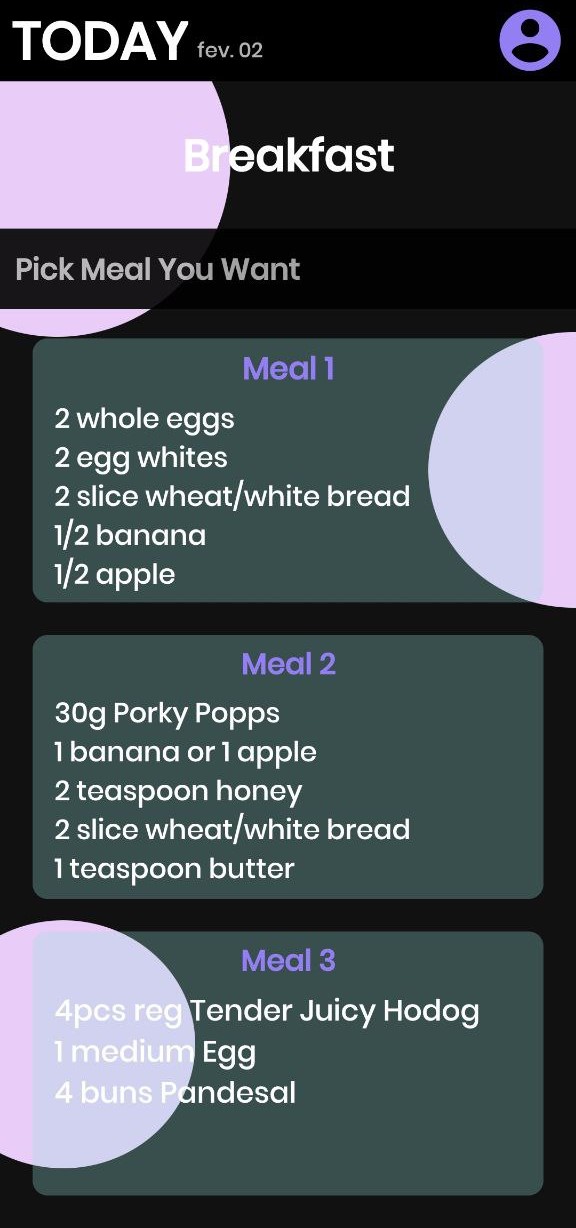 TODAY fev. 02
Breakfast
Pick Meal You Want
Meal 1
2 whole eggs
2 egg whites
2 slice wheat/white bread
1/2 banana
1/2 apple
Meal 2
30g Porky Popps
1 banana or 1 apple
2 teaspoon honey
2 slice wheat/white bread
1 teaspoon butter
Meal 3
4pcs reg Tender Juicy Hodog
1 medium Egg
4 buns Pandesal